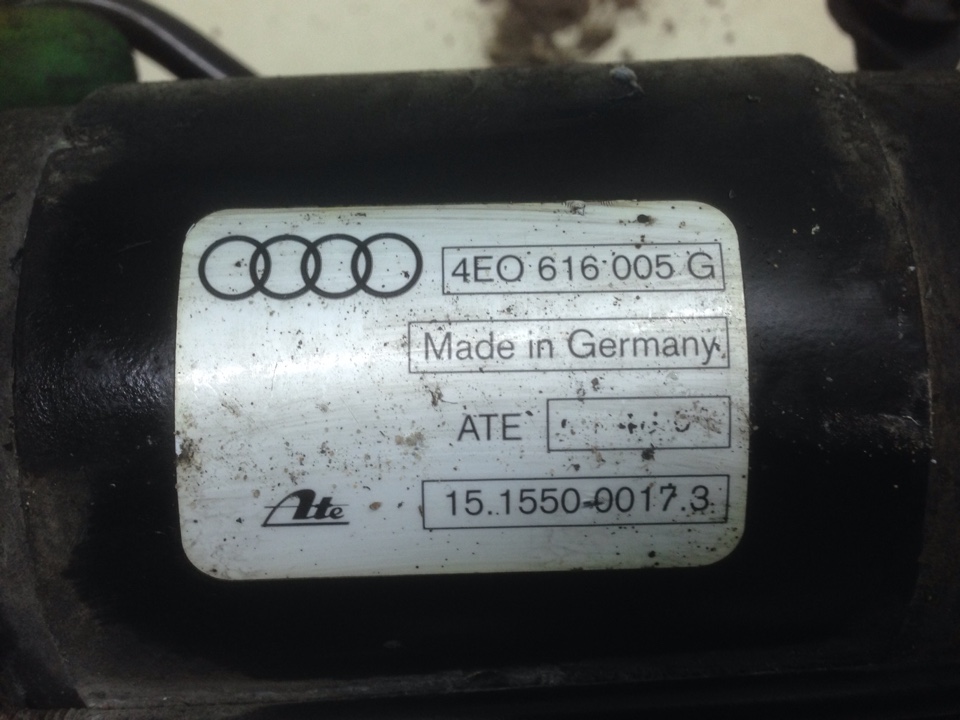 4EO 616 005 G
Made in Germany
ATE
Ate
15.1550-0017.3